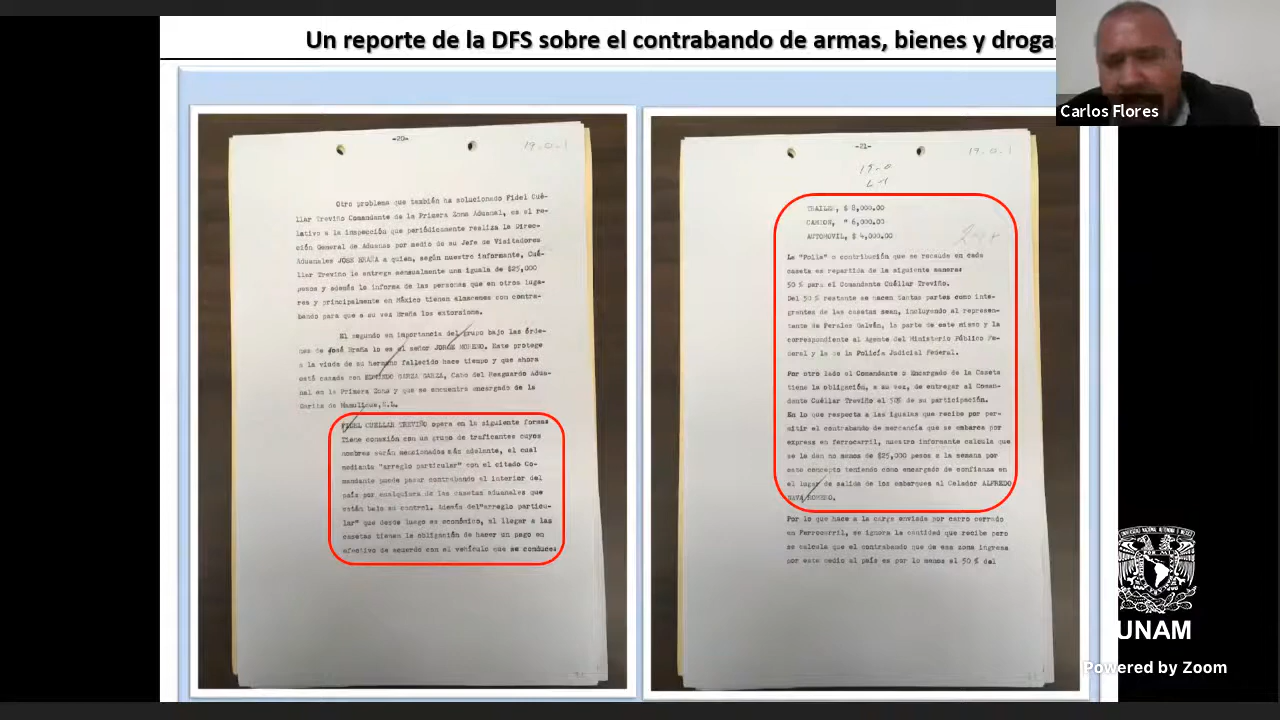 Un reporte de la DFS sobre el contrabando de armas, bienes y droga
Carlos Flores
-20-
19-0-1
Otro problema que también ha solucionado Fidel Cué-
llar Treviño Comandante de la Primera Zona Aduanal, es el re-
lativo a la inspección que periódicamente realiza la Direc-
ción General de Aduanas por medio de su Jefe de Visitadores
Aduanales JOSE BRAÑA a quien, según nuestro informante, Cué-
llar Treviño le entrega mensualmente una iguala de $25,000
pesos y además lo informa de las personas que en otros luga-
res y principalmente en México tienen almacenes con contra-
bando para que a su vez Braña los extorsione.
El segundo en importancia del grupo bajo las órde-
nes de José Braña lo es el señor JORGE MORENO. Este protege
a la viuda de su hermano fallecido hace tiempo y que ahora
está casada con EDMUNDO GARZA GARZA, Cabo del Resguardo Adua-
nal en la Primera Zona y que se encuentra encargado de la
Garita de Mamulique, N.L.
FIDEL CUELLAR TREVIÑO opera en la siguiente forma:
Tiene conexión con un grupo de traficantes cuyos
nombres serán mencionados más adelante, el cual
mediante "arreglo particular" con el citado Co-
mandante puede pasar contrabando al interior del
país por cualquiera de las casetas aduanales que
están bajo su control. Además del "arreglo particu-
lar" que desde luego es económico, al llegar a las
casetas tienen la obligación de hacer un pago en
efectivo de acuerdo con el vehículo que se conduce:
-21-
19-0-1
19-0
L-1
TRAILER, $ 8,000.00
CAMION, " 6,000.00
AUTOMOVIL, $ 4,000.00
La "Polla" o contribución que se recauda en cada
caseta es repartida de la siguiente manera:
50 % para el Comandante Cuéllar Treviño.
Del 50 % restante se hacen tantas partes como inte-
grantes de las casetas sean, incluyendo al represen-
tante de Perales Galván, la parte de este mismo y la
correspondiente al Agente del Ministerio Público Fe-
deral y la de la Policía Judicial Federal.
Por otro lado el Comandante o Encargado de la Caseta
tiene la obligación, a su vez, de entregar al Coman-
dante Cuéllar Treviño el 50% de su participación.
En lo que respecta a las igualas que recibe por per-
mitir el contrabando de mercancía que se embarca por
express en ferrocarril, nuestro informante calcula que
se le dan no menos de $25,000 pesos a la semana por
este concepto teniendo como encargado de confianza en
el lugar de salida de los embarques al Celador ALFREDO
NAVA ROMERO.
Por lo que hace a la carga enviada por carro cerrado
en Ferrocarril, se ignora la cantidad que recibe pero
se calcula que el contrabando que de esa zona ingresa
por este medio al país es por lo menos el 50 % del
UNAM
Powered by Zoom